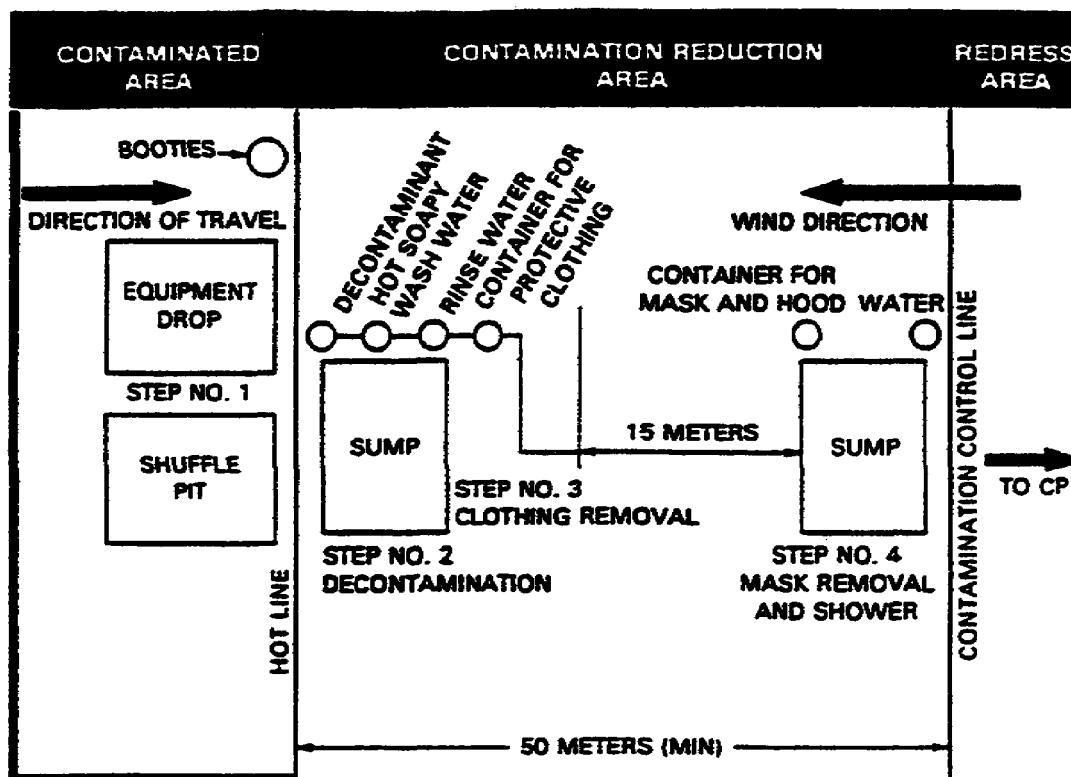 CONTAMINATED
AREA
CONTAMINATION REDUCTION
AREA
REDRESS
AREA
BOOTIES
DIRECTION OF TRAVEL
EQUIPMENT
DROP
STEP NO. 1
SHUFFLE
PIT
HOT LINE
DECONTAMINANT
HOT SOAPY
WASH WATER
RINSE WATER
CONTAINER FOR
PROTECTIVE
CLOTHING
SUMP
STEP NO. 2
DECONTAMINATION
STEP NO. 3
CLOTHING REMOVAL
15 METERS
WIND DIRECTION
CONTAINER FOR
MASK AND HOOD WATER
SUMP
STEP NO. 4
MASK REMOVAL
AND SHOWER
CONTAMINATION CONTROL LINE
TO CP
50 METERS (MIN)